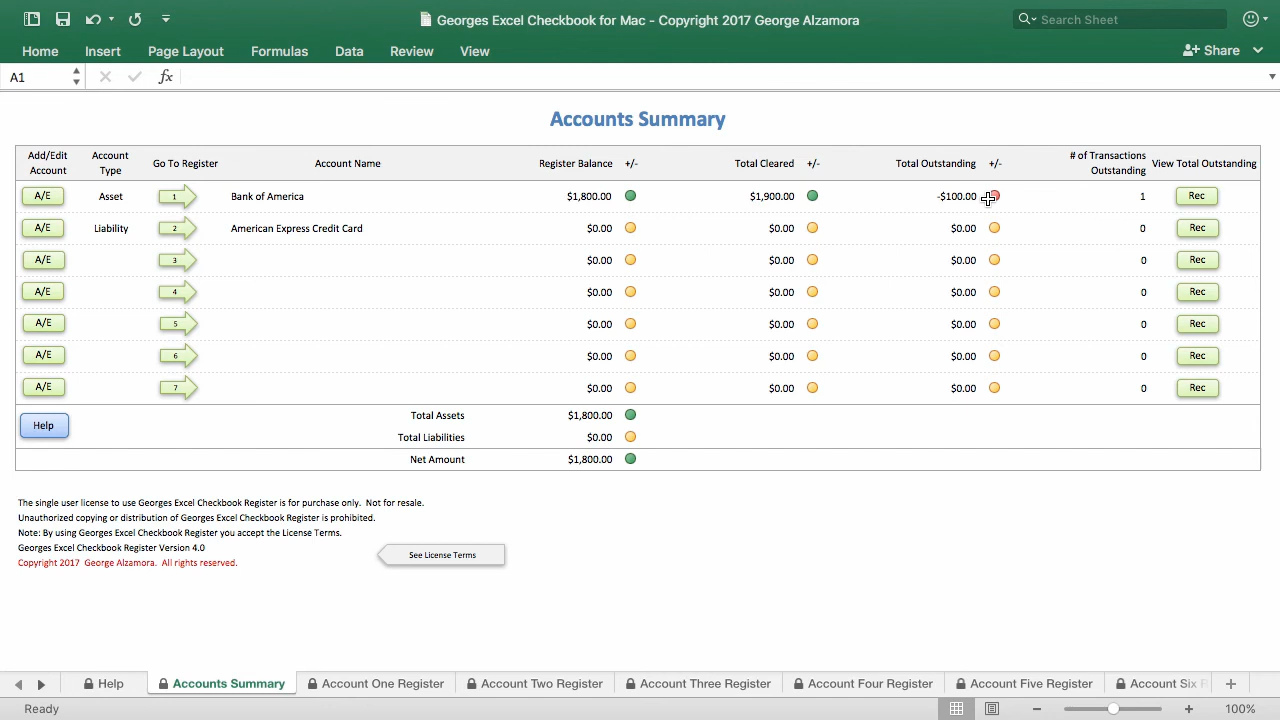 Georges Excel Checkbook for Mac - Copyright 2017 George Alzamora
Search Sheet
Home Insert Page Layout Formulas Data Review View Share
A1 fx
Accounts Summary
Add/Edit Account Account Type Go To Register Account Name Register Balance +/- Total Cleared +/- Total Outstanding +/- # of Transactions Outstanding View Total Outstanding
A/E Asset 1 Bank of America $1,800.00 $1,900.00 -$100.00 1 Rec
A/E Liability 2 American Express Credit Card $0.00 $0.00 $0.00 0 Rec
A/E 3 $0.00 $0.00 $0.00 0 Rec
A/E 4 $0.00 $0.00 $0.00 0 Rec
A/E 5 $0.00 $0.00 $0.00 0 Rec
A/E 6 $0.00 $0.00 $0.00 0 Rec
A/E 7 $0.00 $0.00 $0.00 0 Rec
Help
Total Assets $1,800.00
Total Liabilities $0.00
Net Amount $1,800.00
The single user license to use Georges Excel Checkbook Register is for purchase only. Not for resale.
Unauthorized copying or distribution of Georges Excel Checkbook Register is prohibited.
Note: By using Georges Excel Checkbook Register you accept the License Terms.
Georges Excel Checkbook Register Version 4.0
See License Terms
Copyright 2017 George Alzamora. All rights reserved.
Help Accounts Summary Account One Register Account Two Register Account Three Register Account Four Register Account Five Register Account Six R
Ready 100%